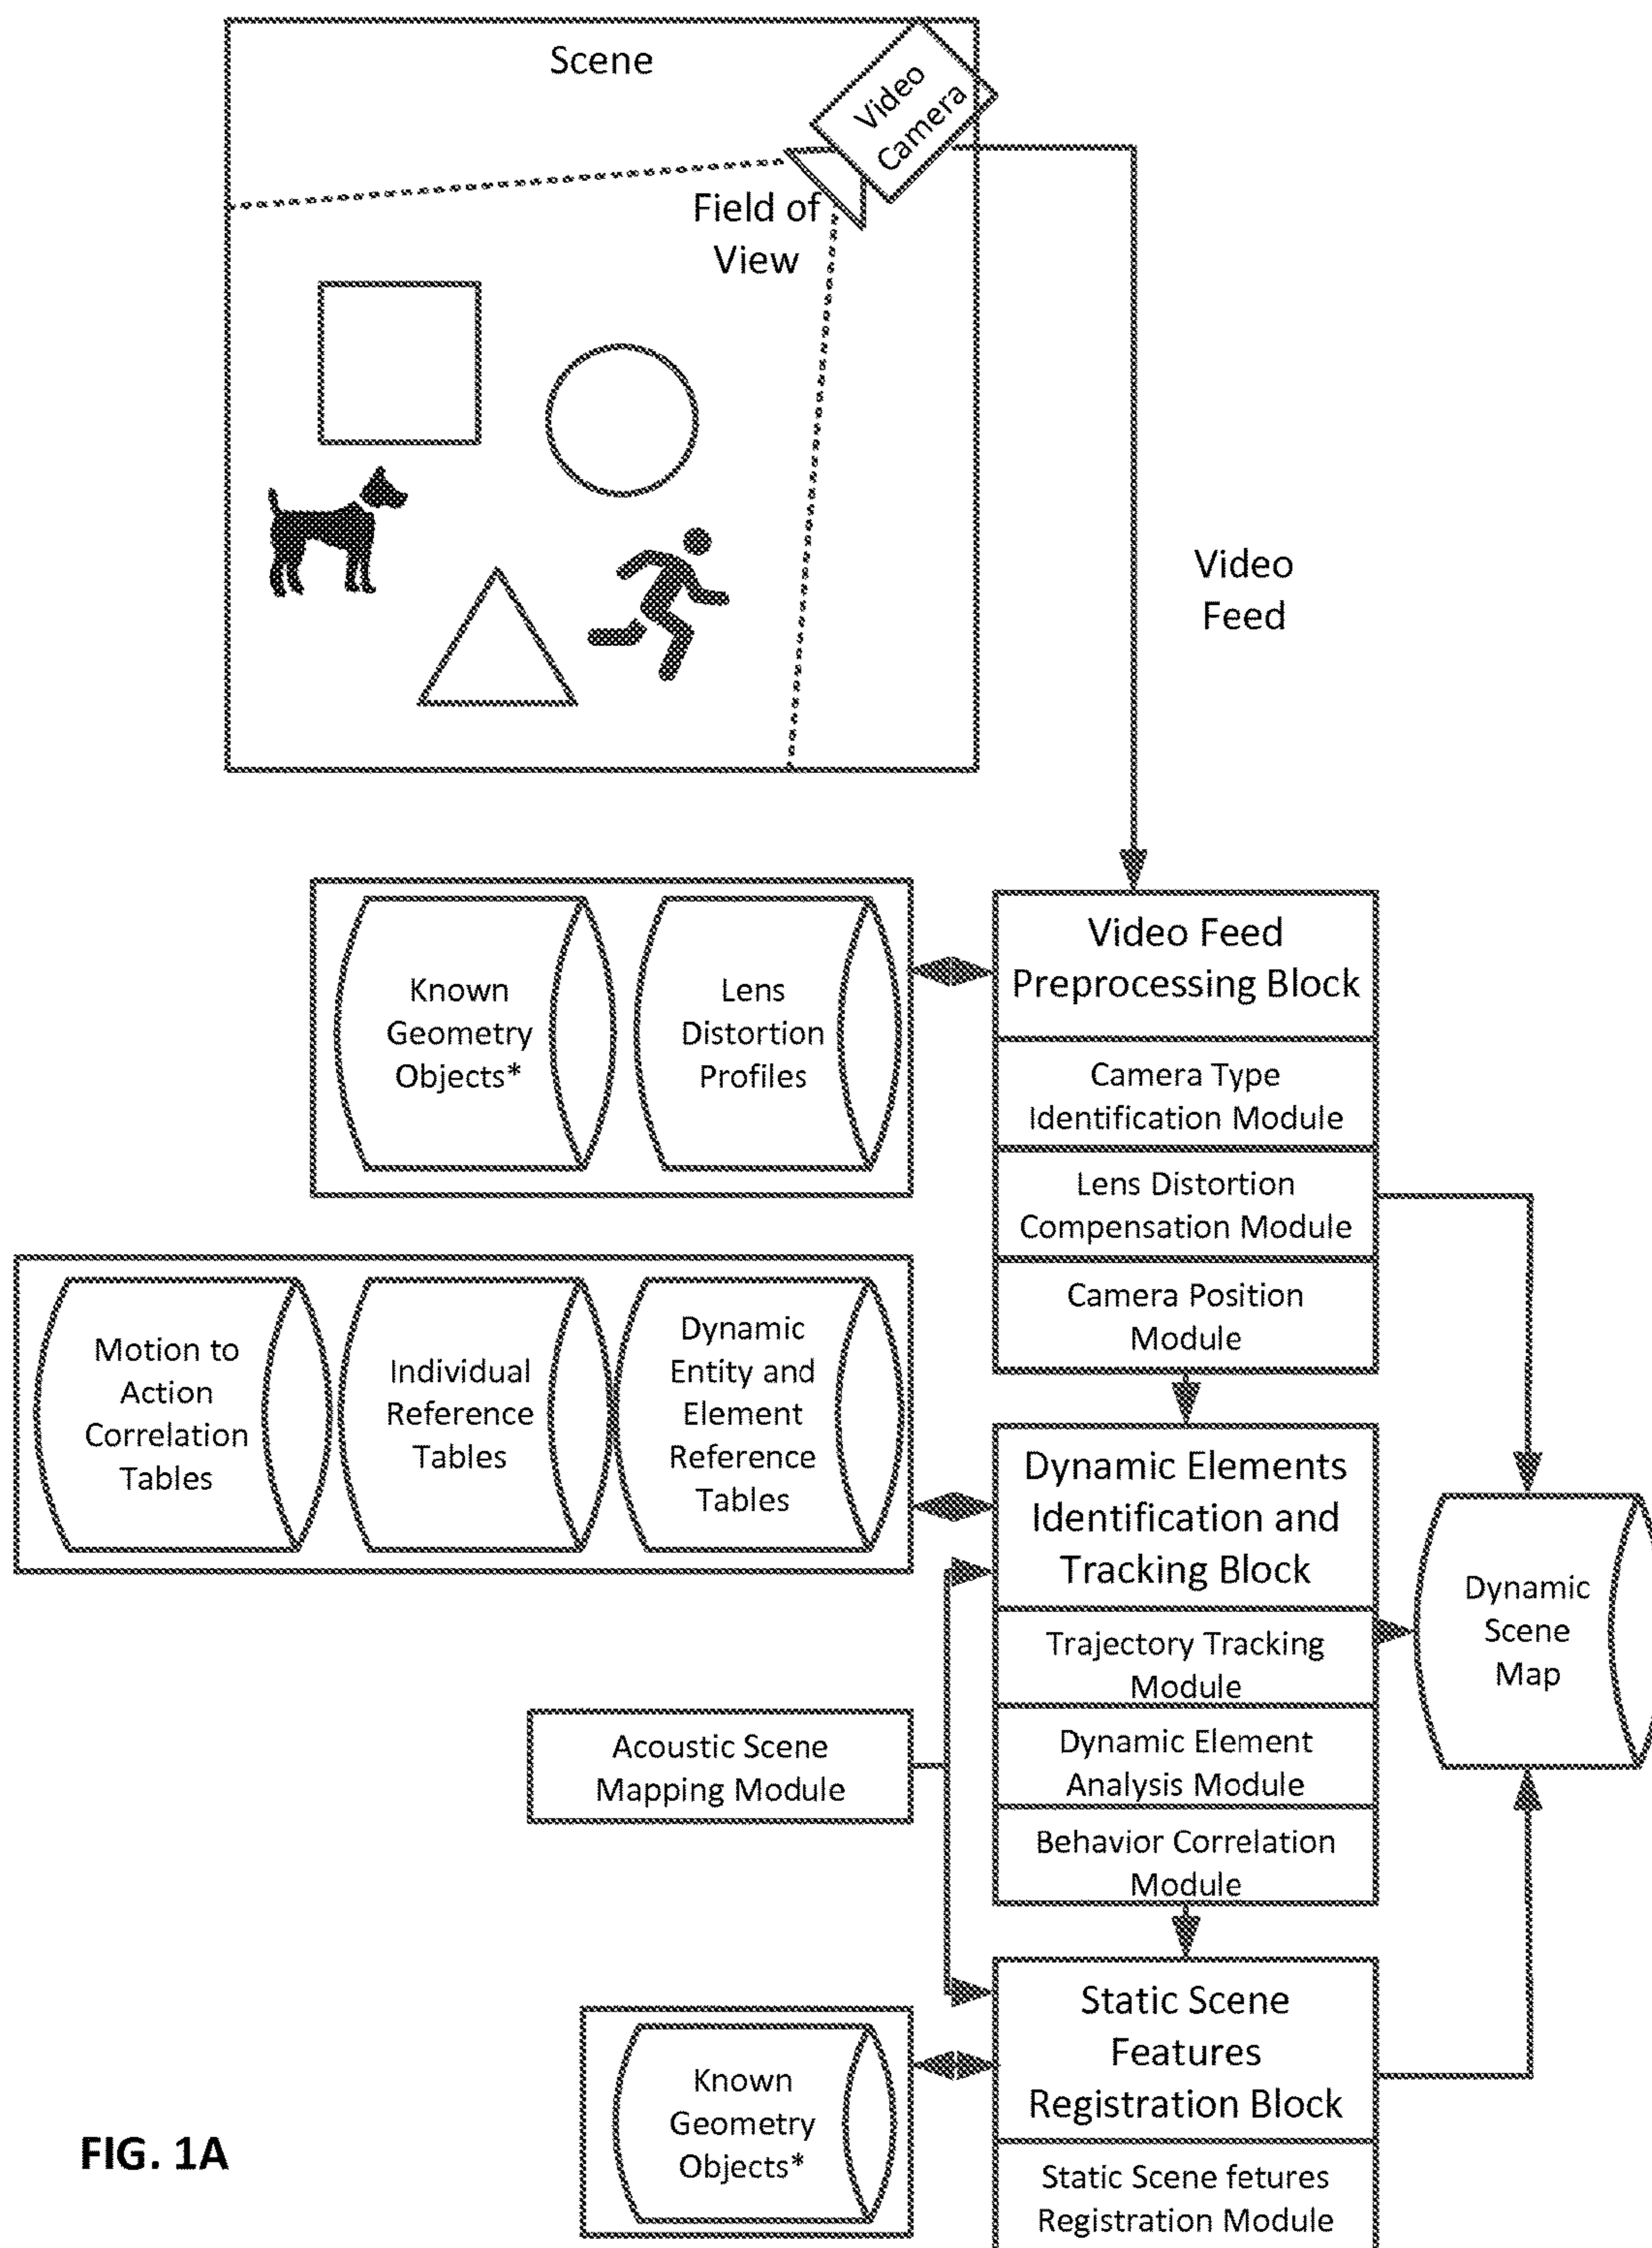 Scene
Video
Camera
Field of
View
Video
Feed
Video Feed
Preprocessing Block
Known
Geometry
Objects*
Lens
Distortion
Profiles
Camera Type
Identification Module
Lens Distortion
Compensation Module
Camera Position
Module
Motion to
Action
Correlation
Tables
Individual
Reference
Tables
Dynamic
Entity and
Element
Reference
Tables
Dynamic Elements
Identification and
Tracking Block
Trajectory Tracking
Module
Dynamic Element
Analysis Module
Behavior Correlation
Module
Dynamic
Scene
Map
Acoustic Scene
Mapping Module
Static Scene
Features
Registration Block
Known
Geometry
Objects*
Static Scene fetures
Registration Module
FIG. 1A